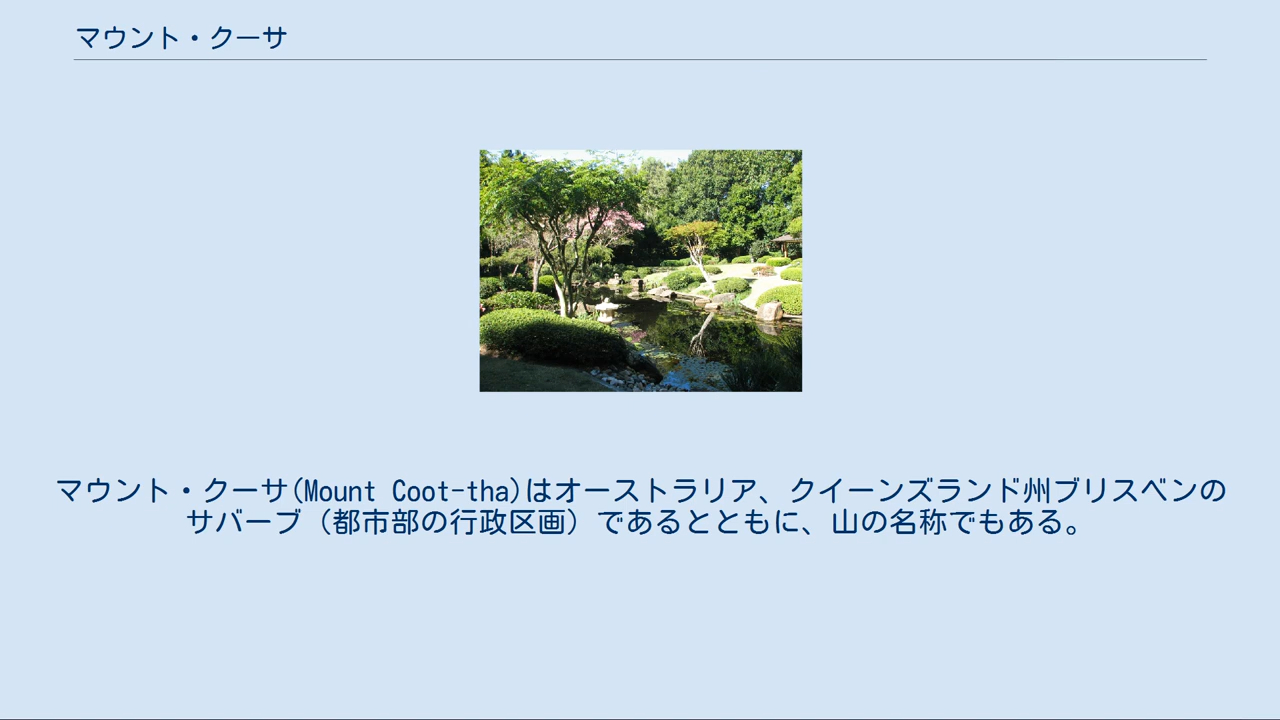 マウント・クーサ
マウント・クーサ(Mount Coot-tha)はオーストラリア、クイーンズランド州ブリスベンの
サバーブ（都市部の行政区画）であるとともに、山の名称でもある。